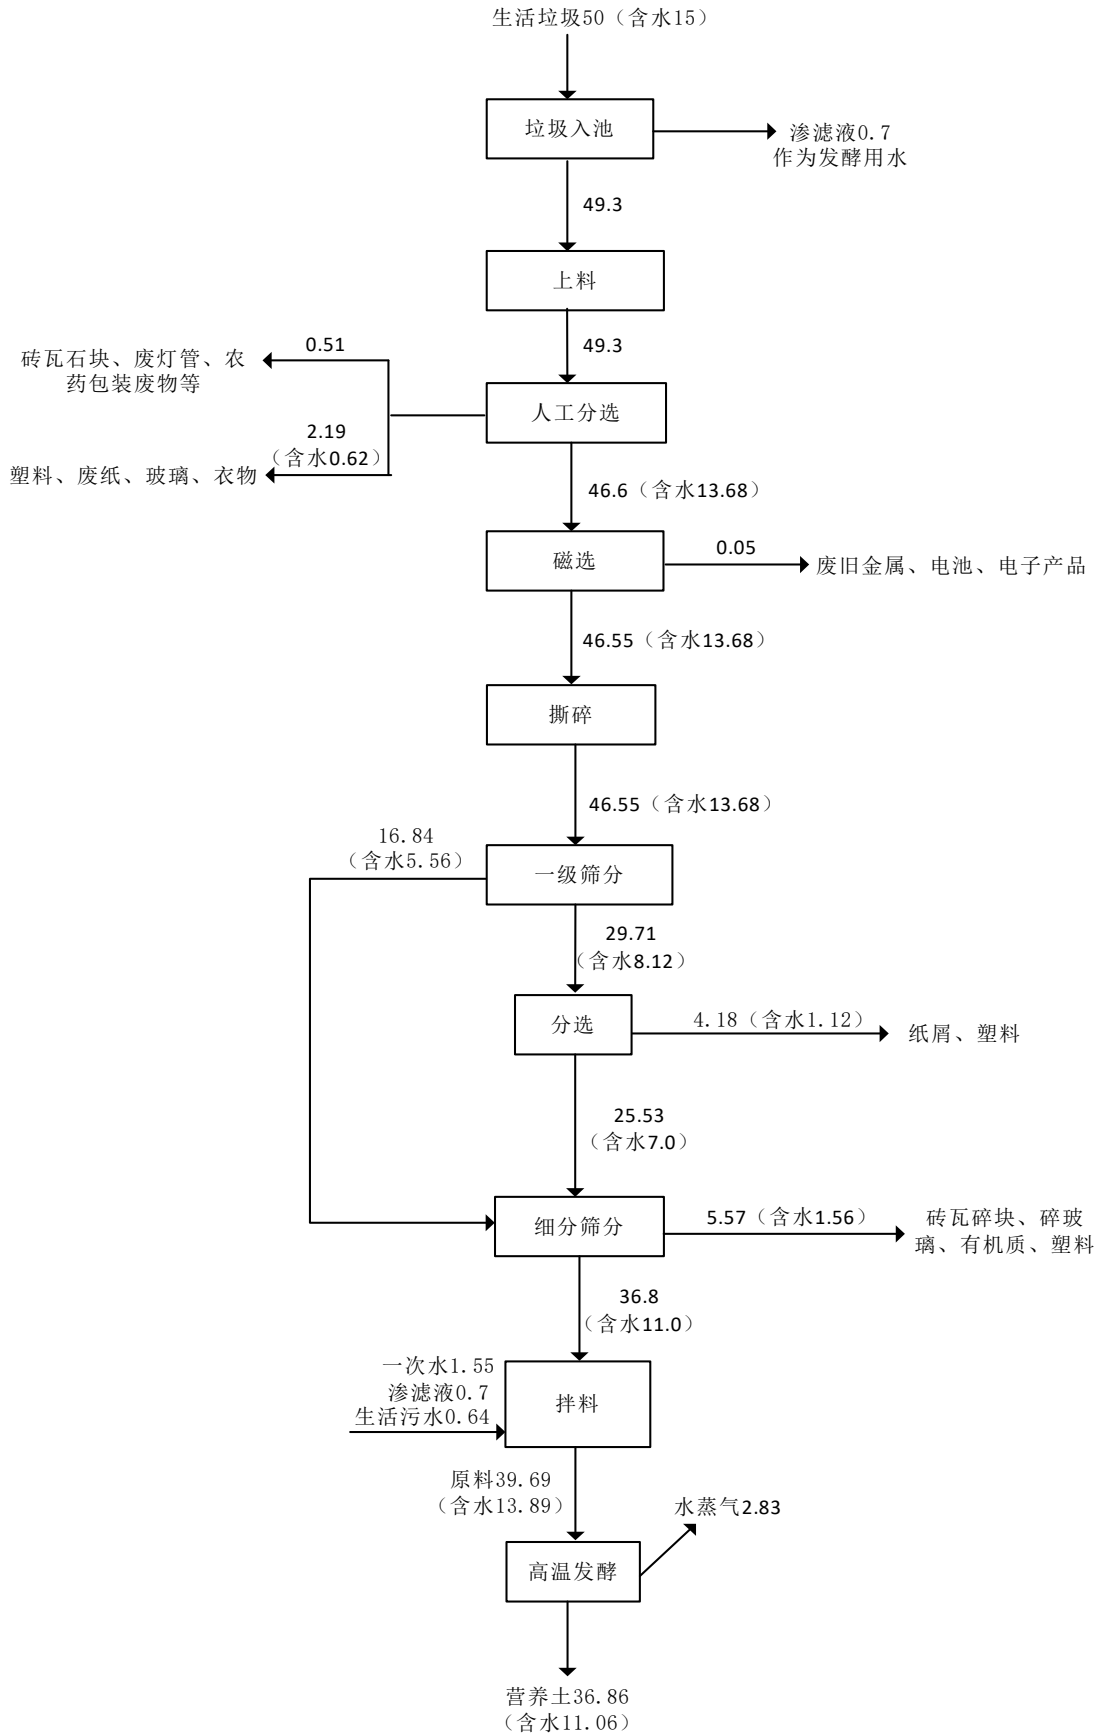 生活垃圾50（含水15）
垃圾入池
渗滤液0.7
作为发酵用水
49.3
上料
49.3
0.51
砖瓦石块、废灯管、农
药包装废物等
人工分选
2.19
（含水0.62）
塑料、废纸、玻璃、衣物
46.6（含水13.68）
磁选
0.05
废旧金属、电池、电子产品
46.55（含水13.68）
撕碎
46.55（含水13.68）
16.84
（含水5.56）
一级筛分
29.71
（含水8.12）
分选
4.18（含水1.12）
纸屑、塑料
25.53
（含水7.0）
细分筛分
5.57（含水1.56）
砖瓦碎块、碎玻
璃、有机质、塑料
36.8
（含水11.0）
一次水1.55
渗滤液0.7
生活污水0.64
拌料
原料39.69
（含水13.89）
水蒸气2.83
高温发酵
营养土36.86
（含水11.06）